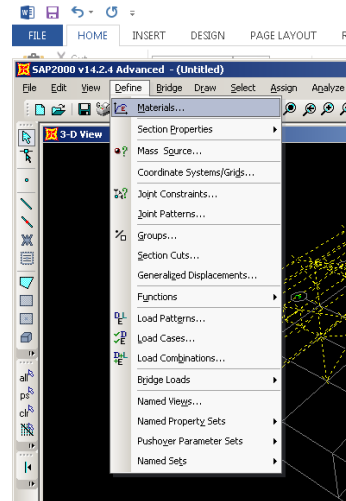 FILE HOME INSERT DESIGN PAGE LAYOUT
SAP2000 v14.2.4 Advanced - (Untitled)
File Edit View Define Bridge Draw Select Assign Analyze
3-D View
Materials...
Section Properties
Mass Source...
Coordinate Systems/Grids...
Joint Constraints...
Joint Patterns...
Groups...
Section Cuts...
Generalized Displacements...
Functions
Load Patterns...
Load Cases...
Load Combinations...
Bridge Loads
Named Views...
Named Property Sets
Pushover Parameter Sets
Named Sets
all
ps
clr